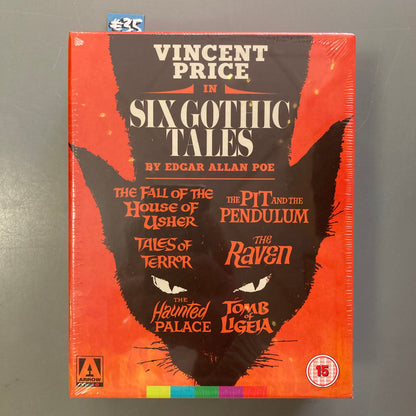 €35
VINCENT
PRICE
IN
SIX GOTHIC
TALES
BY EDGAR ALLAN POE
THE FALL OF THE
HOUSE OF
USHER
THE PIT AND THE
PENDULUM
TALES OF
TERROR
THE
RAVEN
THE
Haunted
PALACE
TOMB
OF
LIGEIA
ARROW
15